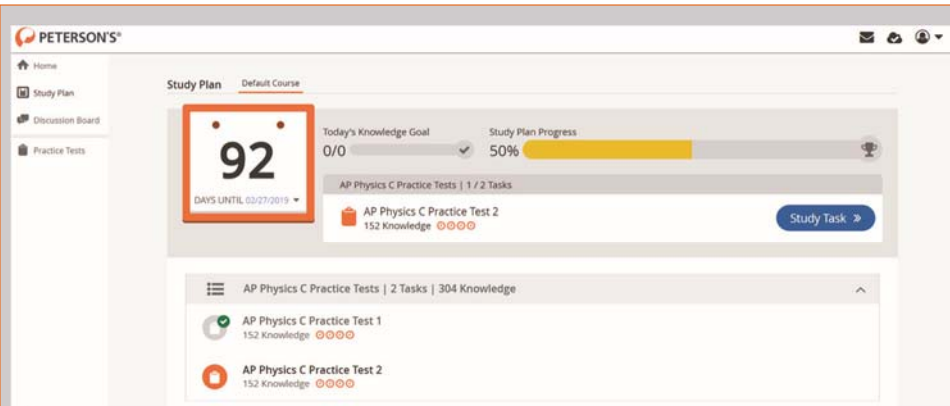 PETERSON'S®
Home
Study Plan
Discussion Board
Practice Tests
Study Plan Default Course
92
DAYS UNTIL 02/27/2019
Today's Knowledge Goal
0/0
Study Plan Progress
50%
AP Physics C Practice Tests | 1 / 2 Tasks
AP Physics C Practice Test 2
152 Knowledge
Study Task »
AP Physics C Practice Tests | 2 Tasks | 304 Knowledge
AP Physics C Practice Test 1
152 Knowledge
AP Physics C Practice Test 2
152 Knowledge